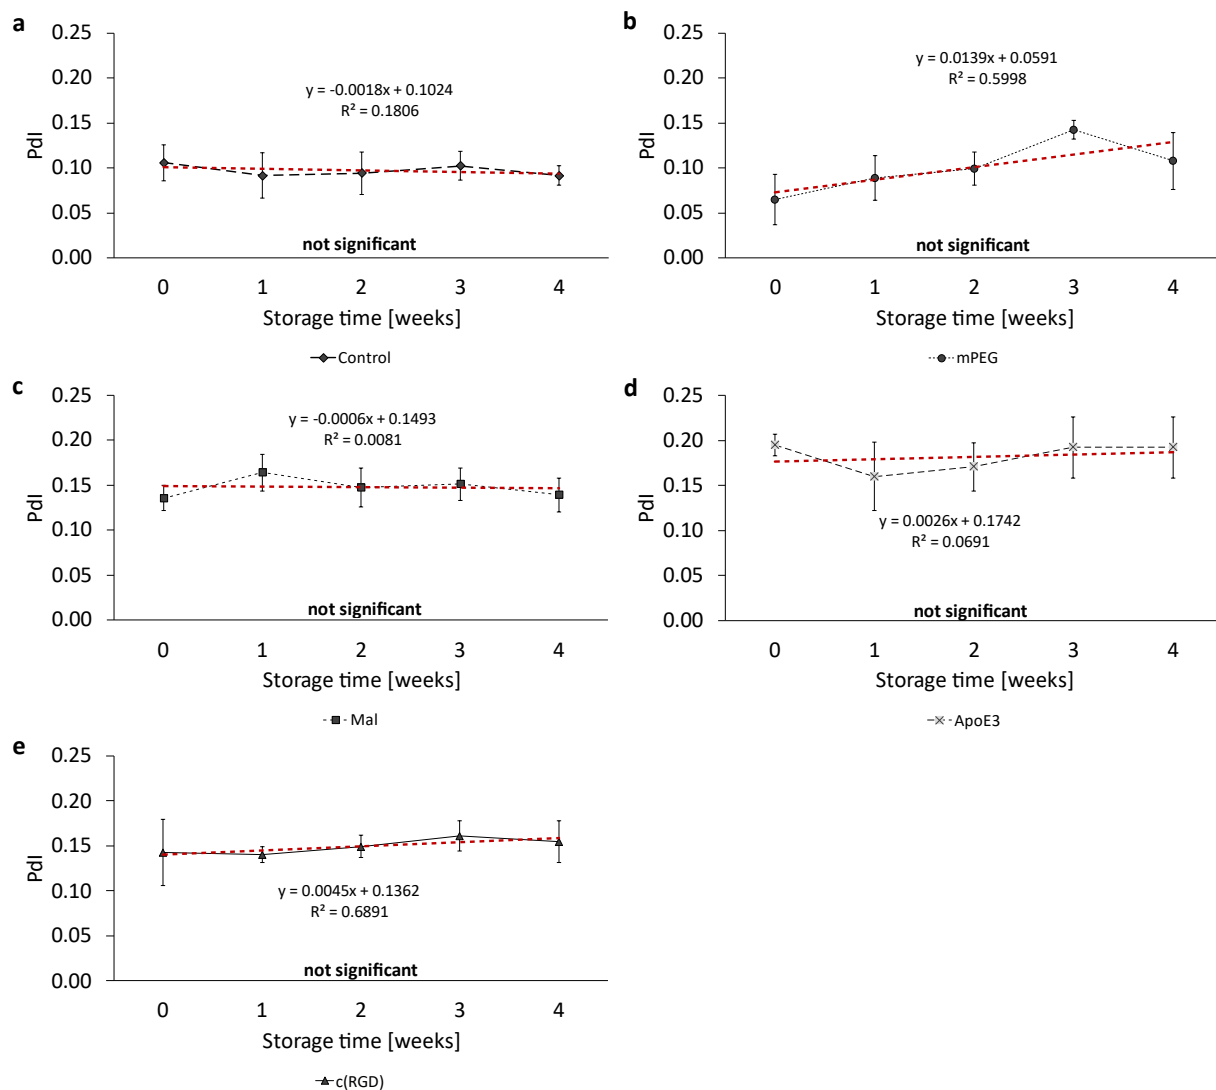 a
0.25
0.20
0.15
0.10
0.05
0.00
PdI
y = -0.0018x + 0.1024
R² = 0.1806
not significant
0 1 2 3 4
Storage time [weeks]
Control
b
0.25
0.20
0.15
0.10
0.05
0.00
PdI
y = 0.0139x + 0.0591
R² = 0.5998
not significant
0 1 2 3 4
Storage time [weeks]
mPEG
c
0.25
0.20
0.15
0.10
0.05
0.00
PdI
y = -0.0006x + 0.1493
R² = 0.0081
not significant
0 1 2 3 4
Storage time [weeks]
Mal
d
0.25
0.20
0.15
0.10
0.05
0.00
PdI
y = 0.0026x + 0.1742
R² = 0.0691
not significant
0 1 2 3 4
Storage time [weeks]
ApoE3
e
0.25
0.20
0.15
0.10
0.05
0.00
PdI
y = 0.0045x + 0.1362
R² = 0.6891
not significant
0 1 2 3 4
Storage time [weeks]
c(RGD)